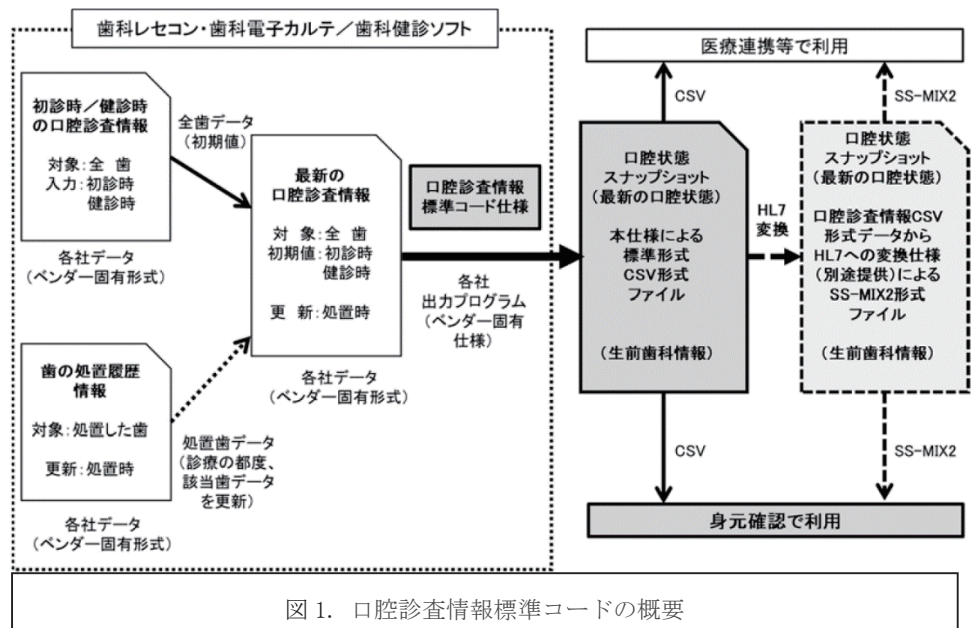 歯科レセコン・歯科電子カルテ／歯科健診ソフト
初診時／健診時
の口腔診査情報
対象：全 歯
入力：初診時
健診時
各社データ
（ベンダー固有形式）
全歯データ
（初期値）
歯の処置履歴
情報
対象：処置した歯
更新：処置時
各社データ
（ベンダー固有形式）
処置歯データ
（診療の都度、
該当歯データ
を更新）
最新の
口腔診査情報
対 象：全 歯
初期値：初診時
健診時
更 新：処置時
各社データ
（ベンダー固有形式）
口腔診査情報
標準コード仕様
各社
出力プログラム
（ベンダー固有
仕様）
医療連携等で利用
CSV
SS-MIX2
口腔状態
スナップショット
（最新の口腔状態）
本仕様による
標準形式
CSV形式
ファイル
（生前歯科情報）
HL7
変換
口腔状態
スナップショット
（最新の口腔状態）
口腔診査情報CSV
形式データから
HL7への変換仕様
（別途提供）による
SS-MIX2形式
ファイル
（生前歯科情報）
CSV
SS-MIX2
身元確認で利用
図 1. 口腔診査情報標準コードの概要